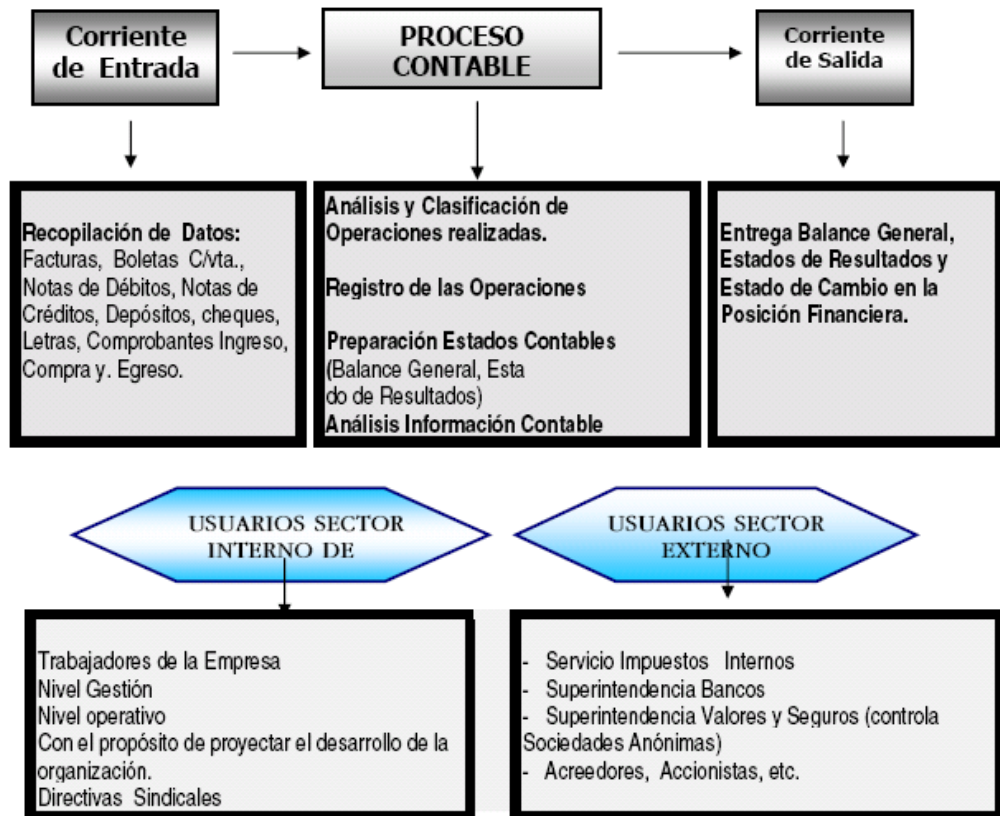 Corriente
de Entrada
PROCESO
CONTABLE
Corriente
de Salida
Recopilación de Datos:
Facturas, Boletas C/vta.,
Notas de Débitos, Notas de
Créditos, Depósitos, cheques,
Letras, Comprobantes Ingreso,
Compra y. Egreso.
Análisis y Clasificación de
Operaciones realizadas.
Registro de las Operaciones
Preparación Estados Contables
(Balance General, Esta
do de Resultados)
Análisis Información Contable
Entrega Balance General,
Estados de Resultados y
Estado de Cambio en la
Posición Financiera.
USUARIOS SECTOR
INTERNO DE
USUARIOS SECTOR
EXTERNO
Trabajadores de la Empresa
Nivel Gestión
Nivel operativo
Con el propósito de proyectar el desarrollo de la
organización.
Directivas Sindicales
- Servicio Impuestos Internos
- Superintendencia Bancos
- Superintendencia Valores y Seguros (controla
Sociedades Anónimas)
- Acreedores, Accionistas, etc.